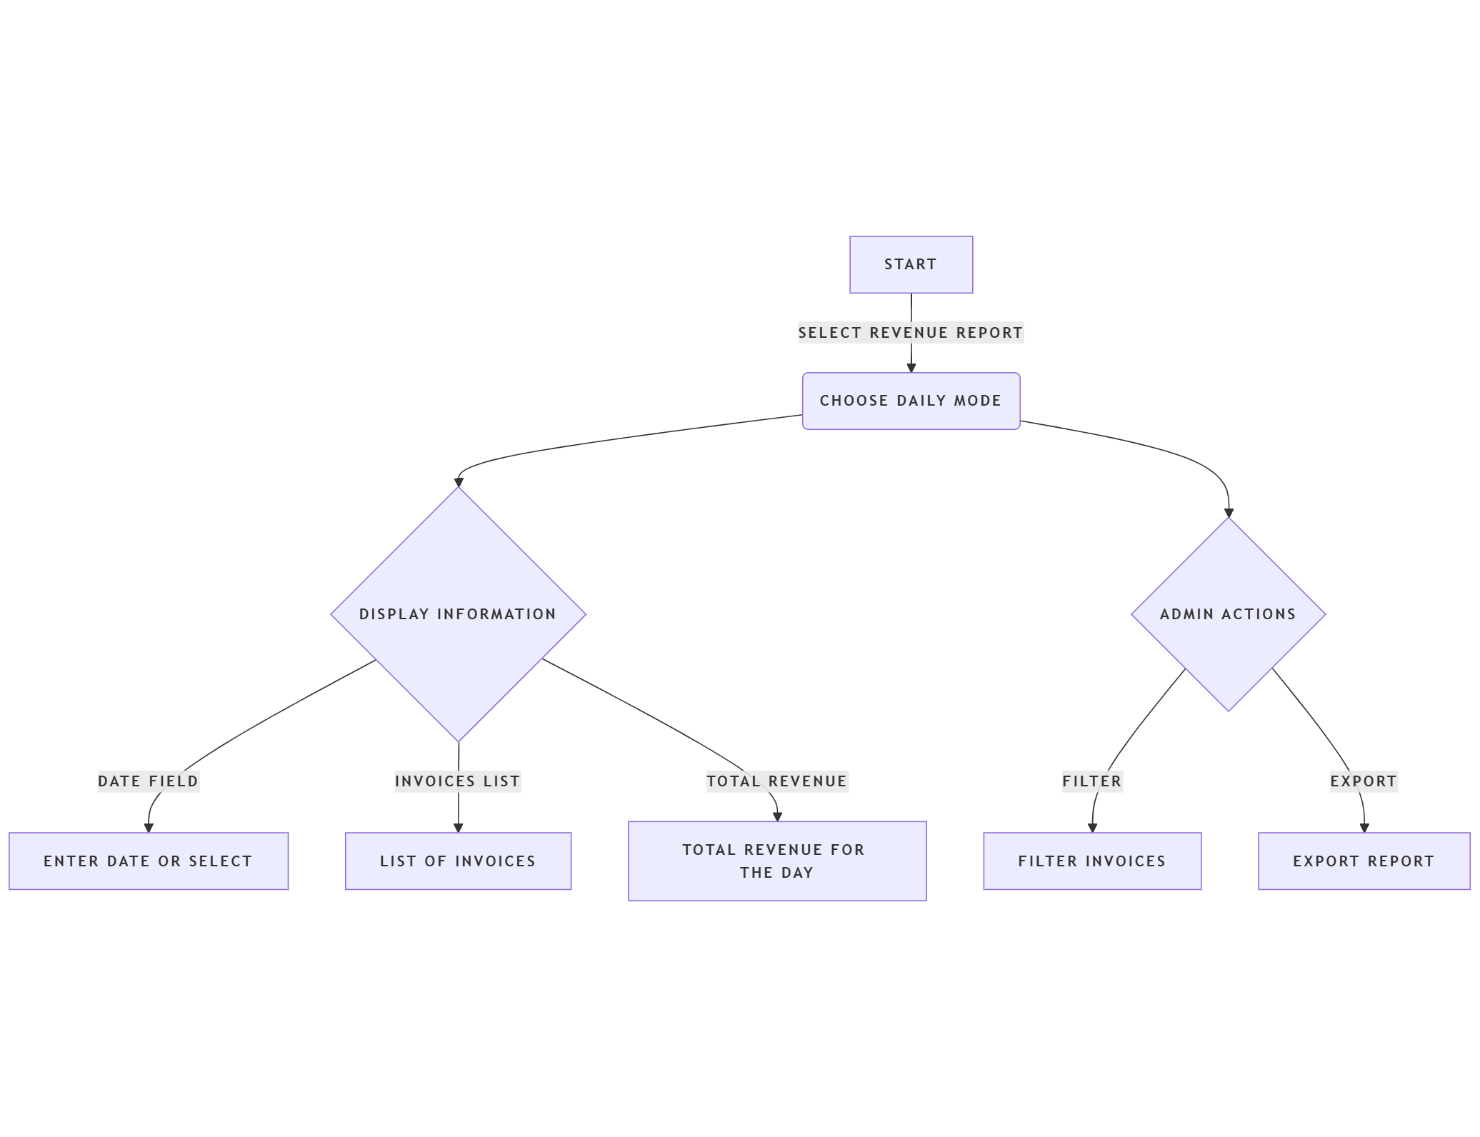 START
SELECT REVENUE REPORT
CHOOSE DAILY MODE
DISPLAY INFORMATION
ADMIN ACTIONS
DATE FIELD
INVOICES LIST
TOTAL REVENUE
FILTER
EXPORT
ENTER DATE OR SELECT
LIST OF INVOICES
TOTAL REVENUE FOR
THE DAY
FILTER INVOICES
EXPORT REPORT